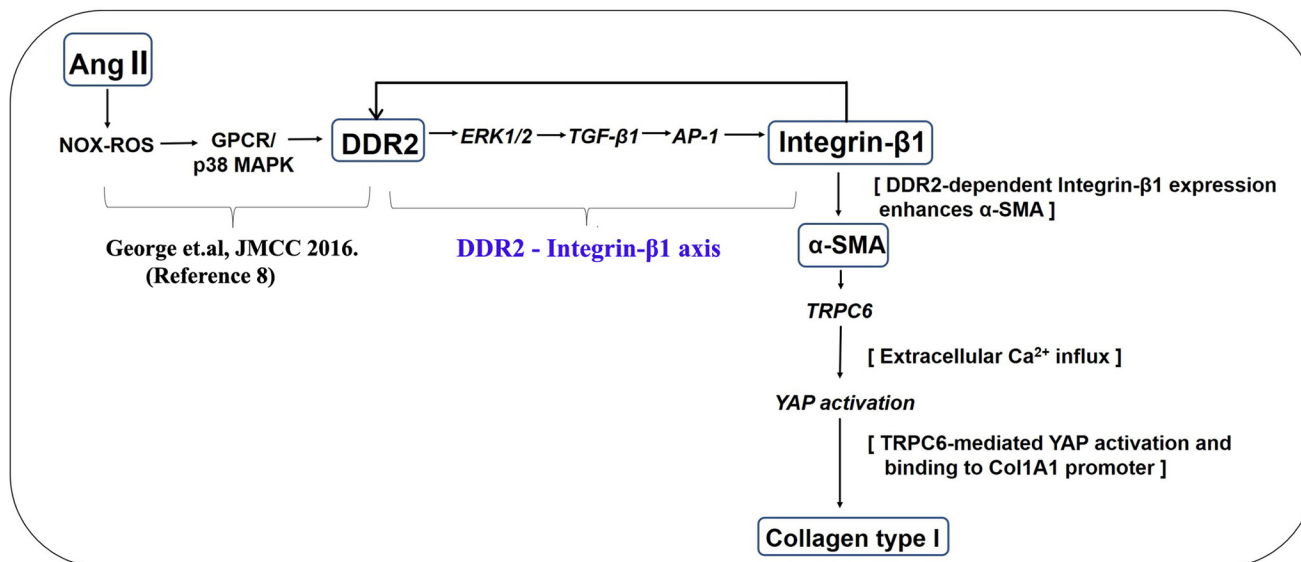 Ang II
NOX-ROS
GPCR/
p38 MAPK
DDR2
ERK1/2
TGF-β1
AP-1
Integrin-β1
George et.al, JMCC 2016.
(Reference 8)
DDR2 - Integrin-β1 axis
[ DDR2-dependent Integrin-β1 expression
enhances α-SMA ]
α-SMA
TRPC6
[ Extracellular Ca²⁺ influx ]
YAP activation
[ TRPC6-mediated YAP activation and
binding to Col1A1 promoter ]
Collagen type I